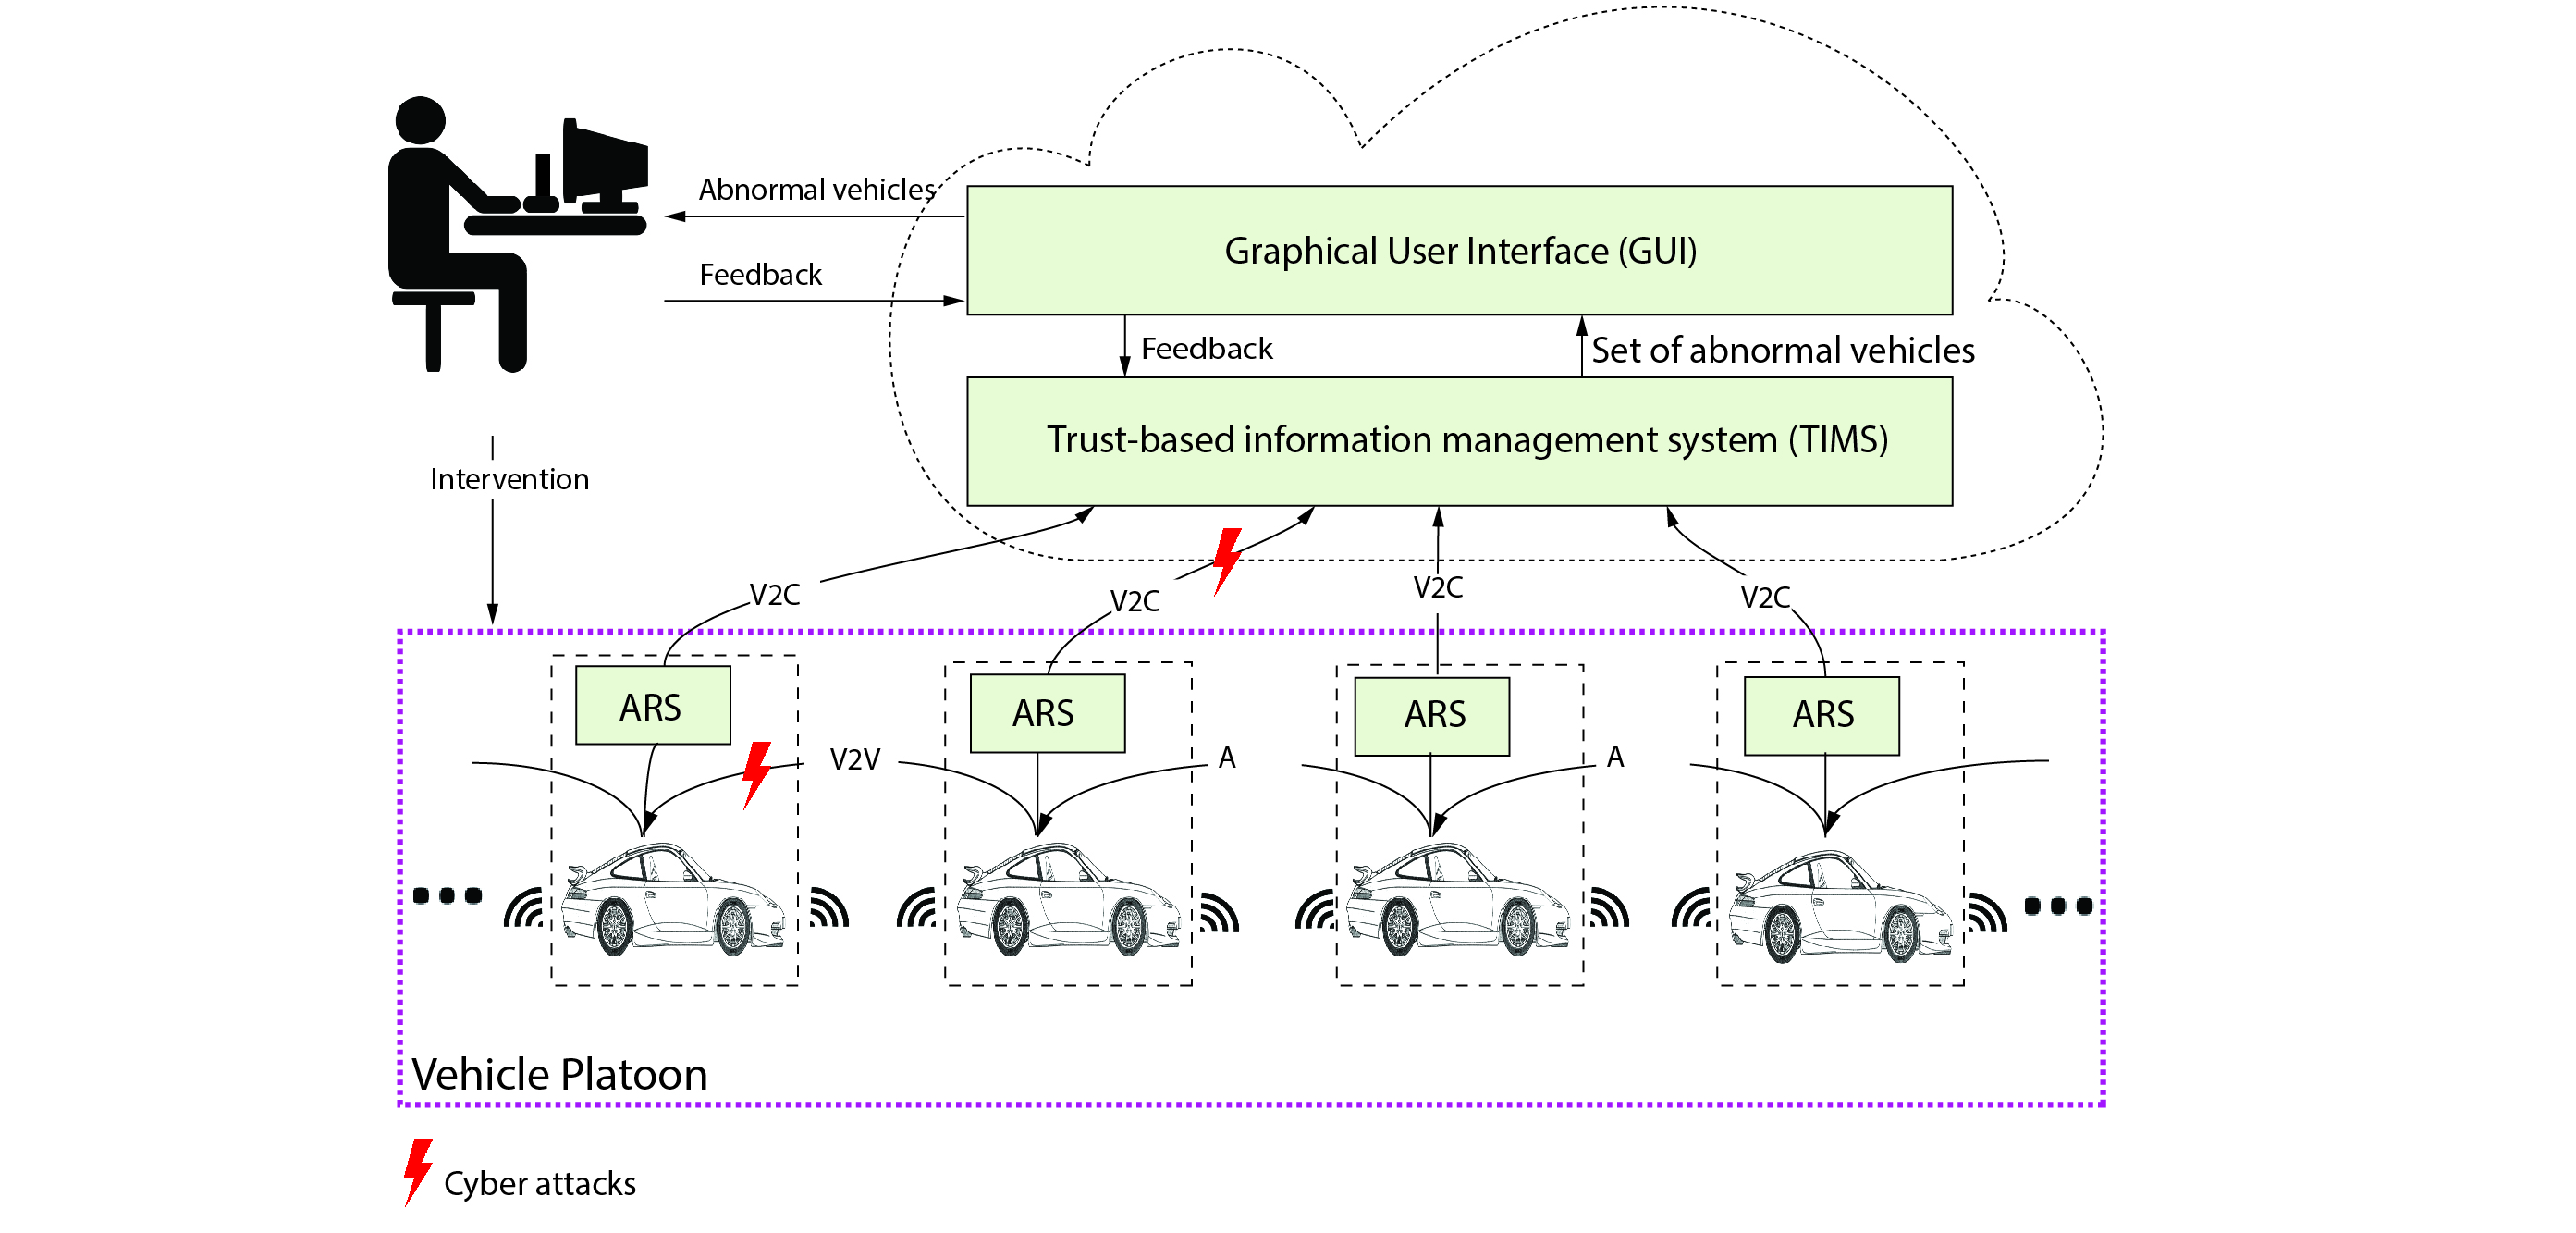 Abnormal vehicles
Graphical User Interface (GUI)
Feedback
Feedback
Set of abnormal vehicles
Trust-based information management system (TIMS)
Intervention
V2C
V2C
V2C
V2C
ARS
ARS
ARS
ARS
V2V
A
A
Vehicle Platoon
Cyber attacks